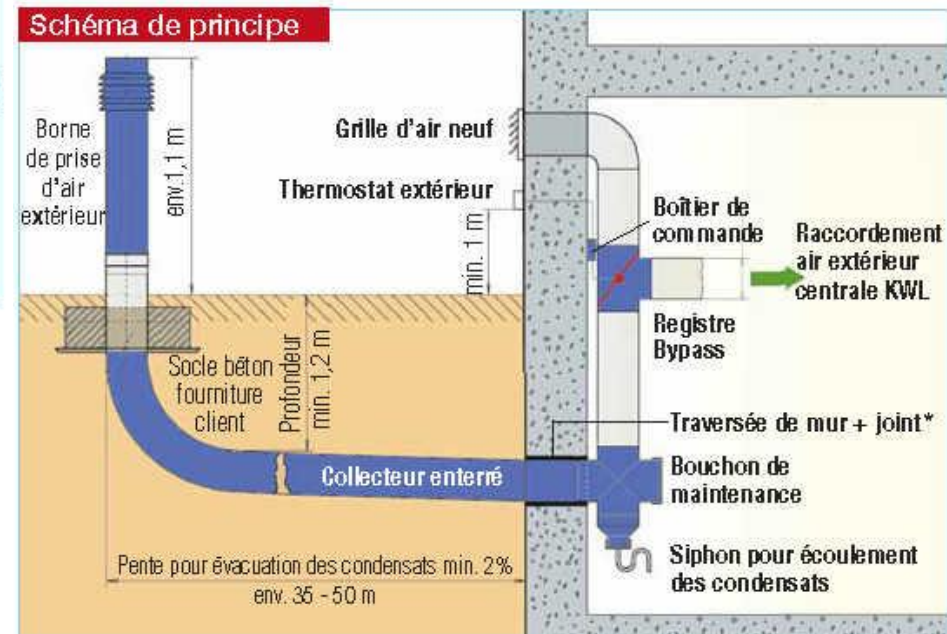 Schéma de principe
Borne
de prise
d'air
extérieur
env.1,1 m
Grille d'air neuf
Thermostat extérieur
min. 1 m
Boîtier de
commande
Raccordement
air extérieur
centrale KWL
Registre
Bypass
Socle béton
fourniture
client
Profondeur
min. 1,2 m
Traversée de mur + joint*
Collecteur enterré
Bouchon de
maintenance
Pente pour évacuation des condensats min. 2%
env. 35 - 50 m
Siphon pour écoulement
des condensats